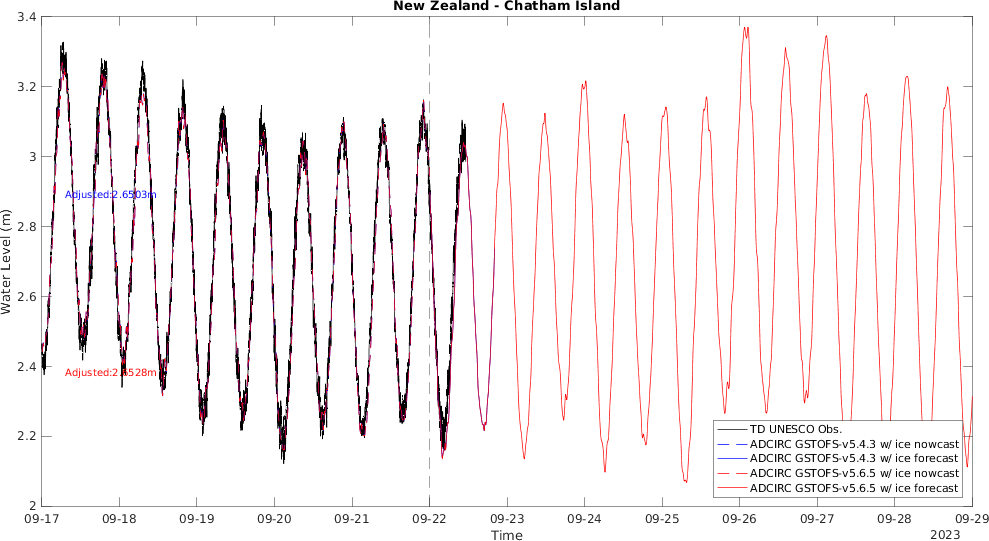 New Zealand - Chatham Island
Water Level (m)
3.4
3.2
3
2.8
2.6
2.4
2.2
2
Adjusted:2.6503m
Adjusted:2.6528m
TD UNESCO Obs.
ADCIRC GSTOFS-v5.4.3 w/ ice nowcast
ADCIRC GSTOFS-v5.4.3 w/ ice forecast
ADCIRC GSTOFS-v5.6.5 w/ ice nowcast
ADCIRC GSTOFS-v5.6.5 w/ ice forecast
09-17 09-18 09-19 09-20 09-21 09-22 09-23 09-24 09-25 09-26 09-27 09-28 09-29
Time
2023